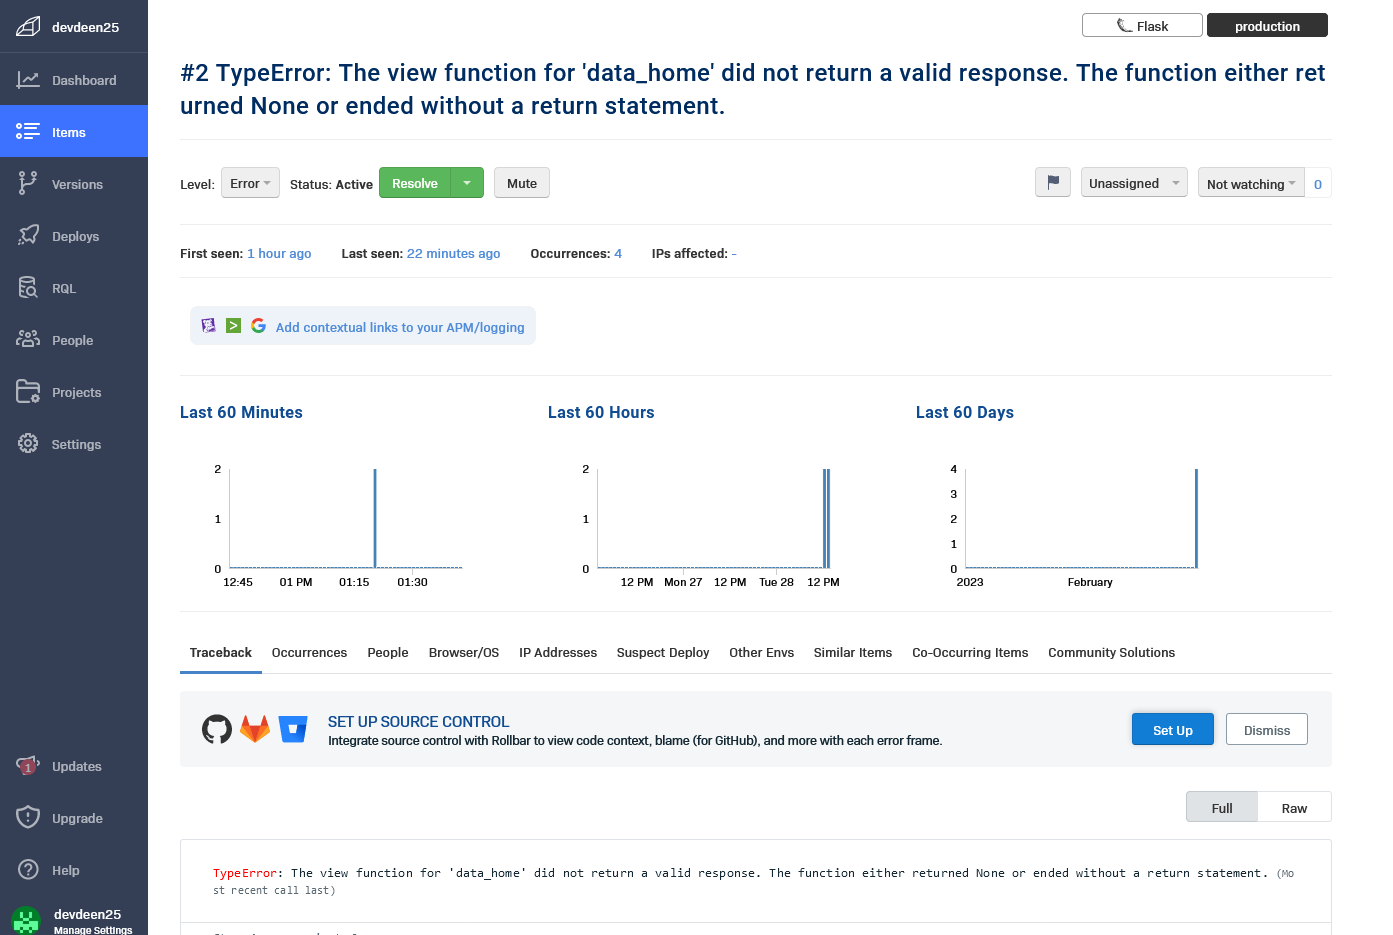 devdeen25
Flask
production
Dashboard
Items
Versions
Deploys
RQL
People
Projects
Settings
Updates
1
Upgrade
Help
devdeen25
Manage Settings
#2 TypeError: The view function for 'data_home' did not return a valid response. The function either ret
urned None or ended without a return statement.
Level: Error Status: Active Resolve Mute Unassigned Not watching 0
First seen: 1 hour ago Last seen: 22 minutes ago Occurrences: 4 IPs affected: -
Add contextual links to your APM/logging
Last 60 Minutes
2
1
0
12:45 01 PM 01:15 01:30
Last 60 Hours
2
1
0
12 PM Mon 27 12 PM Tue 28 12 PM
Last 60 Days
4
3
2
1
0
2023 February
Traceback Occurrences People Browser/OS IP Addresses Suspect Deploy Other Envs Similar Items Co-Occurring Items Community Solutions
SET UP SOURCE CONTROL
Integrate source control with Rollbar to view code context, blame (for GitHub), and more with each error frame.
Set Up Dismiss
Full Raw
TypeError: The view function for 'data_home' did not return a valid response. The function either returned None or ended without a return statement. (Mo
st recent call last)